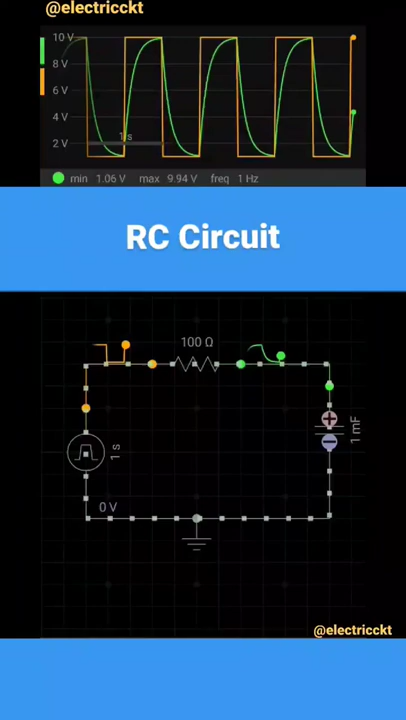 @electricckt
10 V
8 V
6 V
4 V
2 V
1/s
min 1.06 V max 9.94 V freq 1 Hz
RC Circuit
100 Ω
1 s
1 mF
0 V
@electricckt